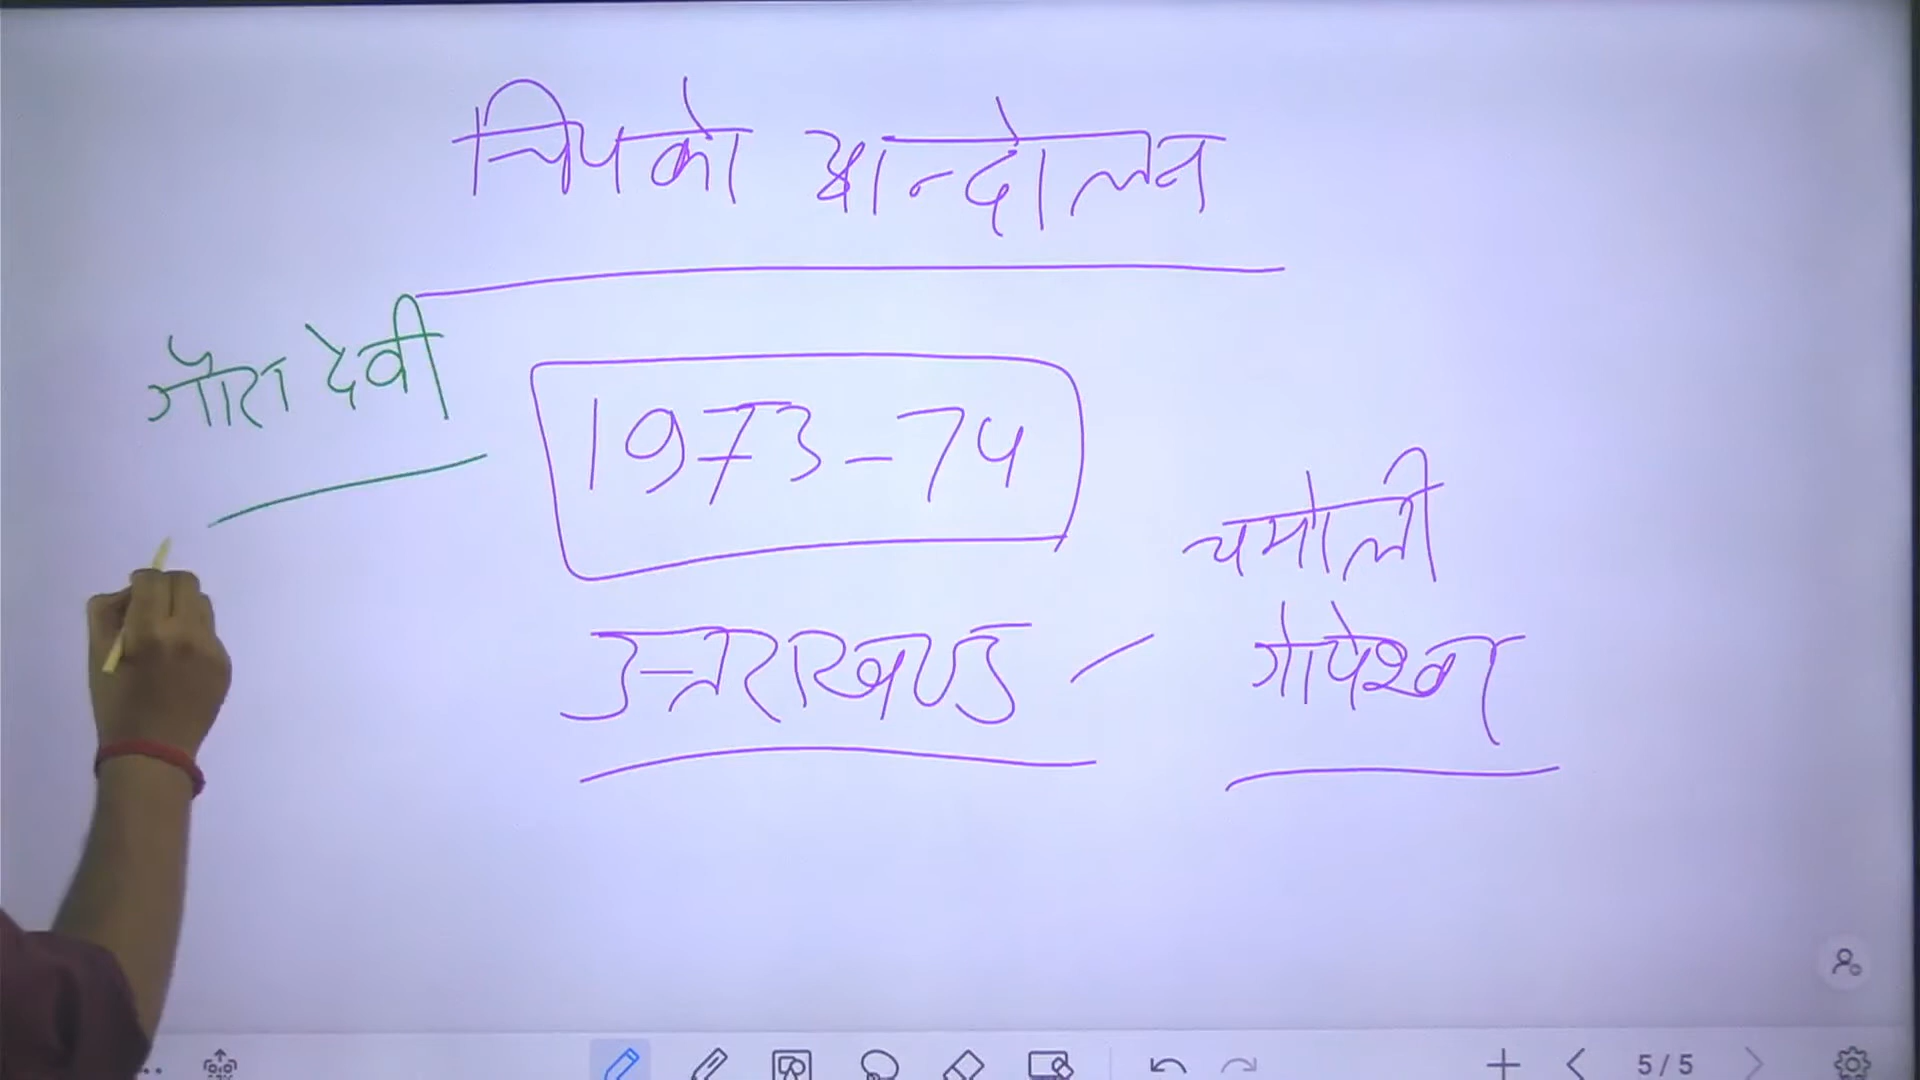 चिपको आन्दोलन
गौरा देवी
1973-74
चमोली
उत्तराखण्ड - गोपेश्वर
5/5